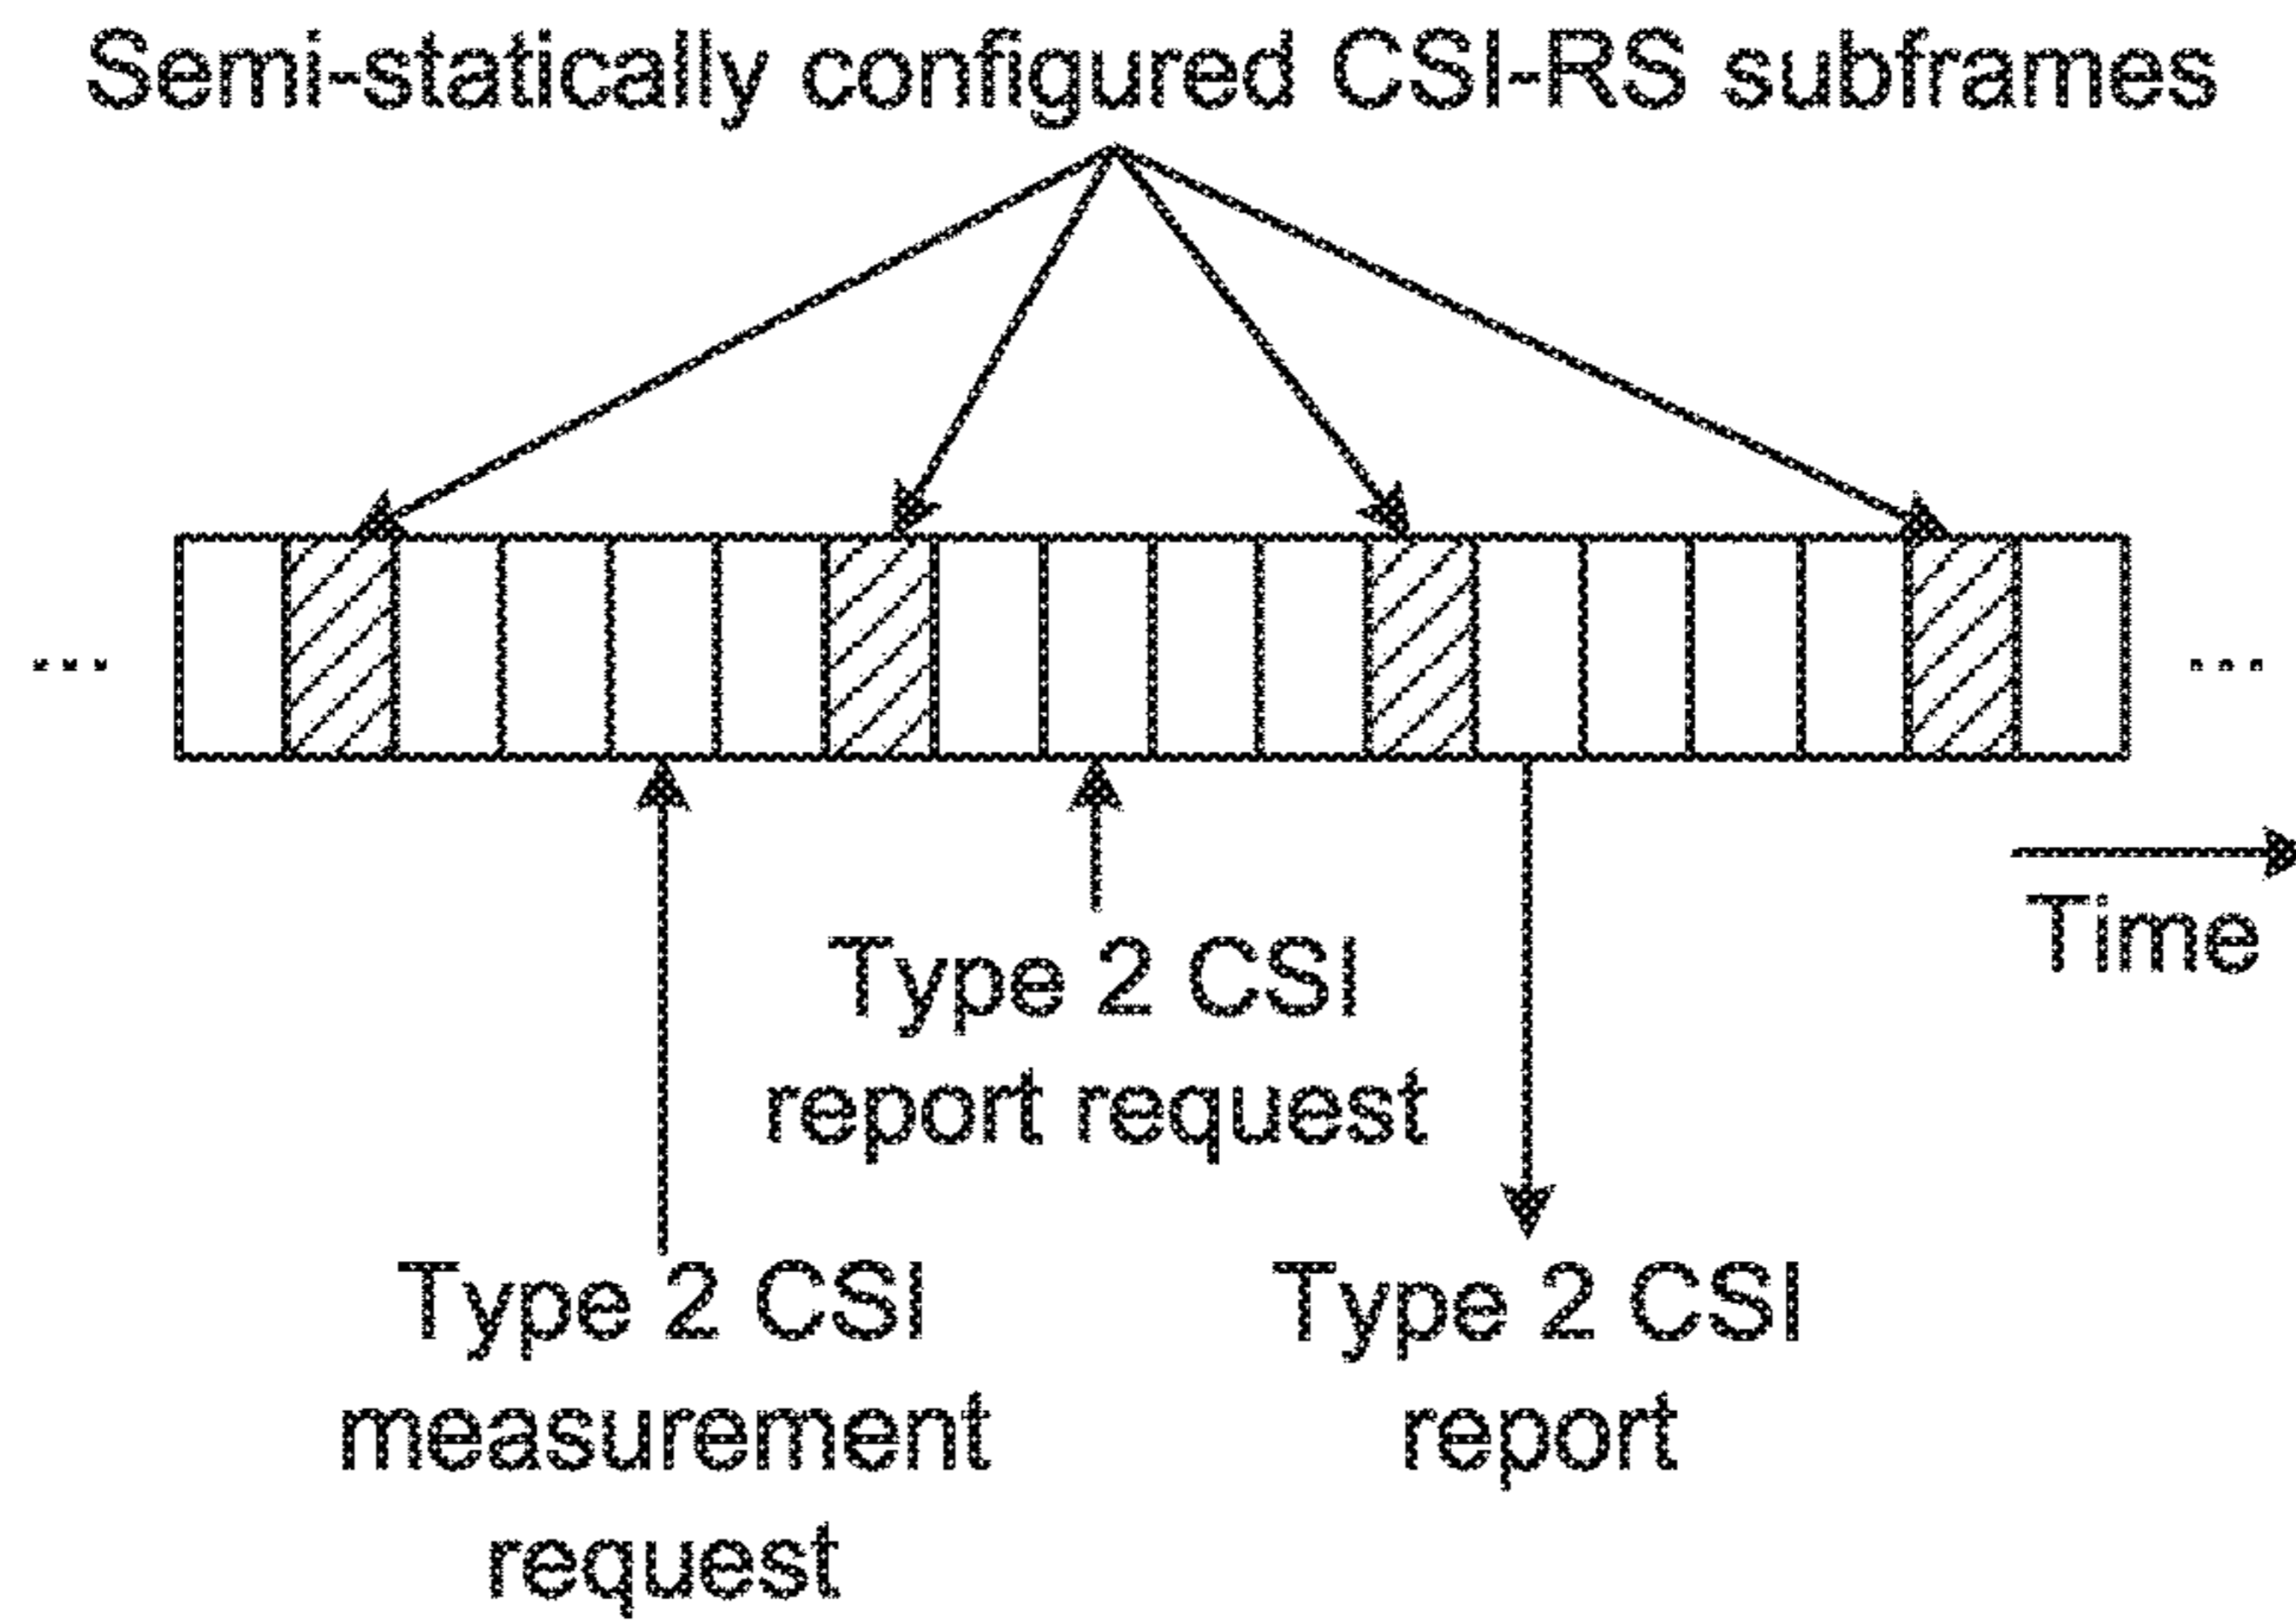 Semi-statically configured CSI-RS subframes
...
...
Time
Type 2 CSI
report request
Type 2 CSI
measurement
request
Type 2 CSI
report